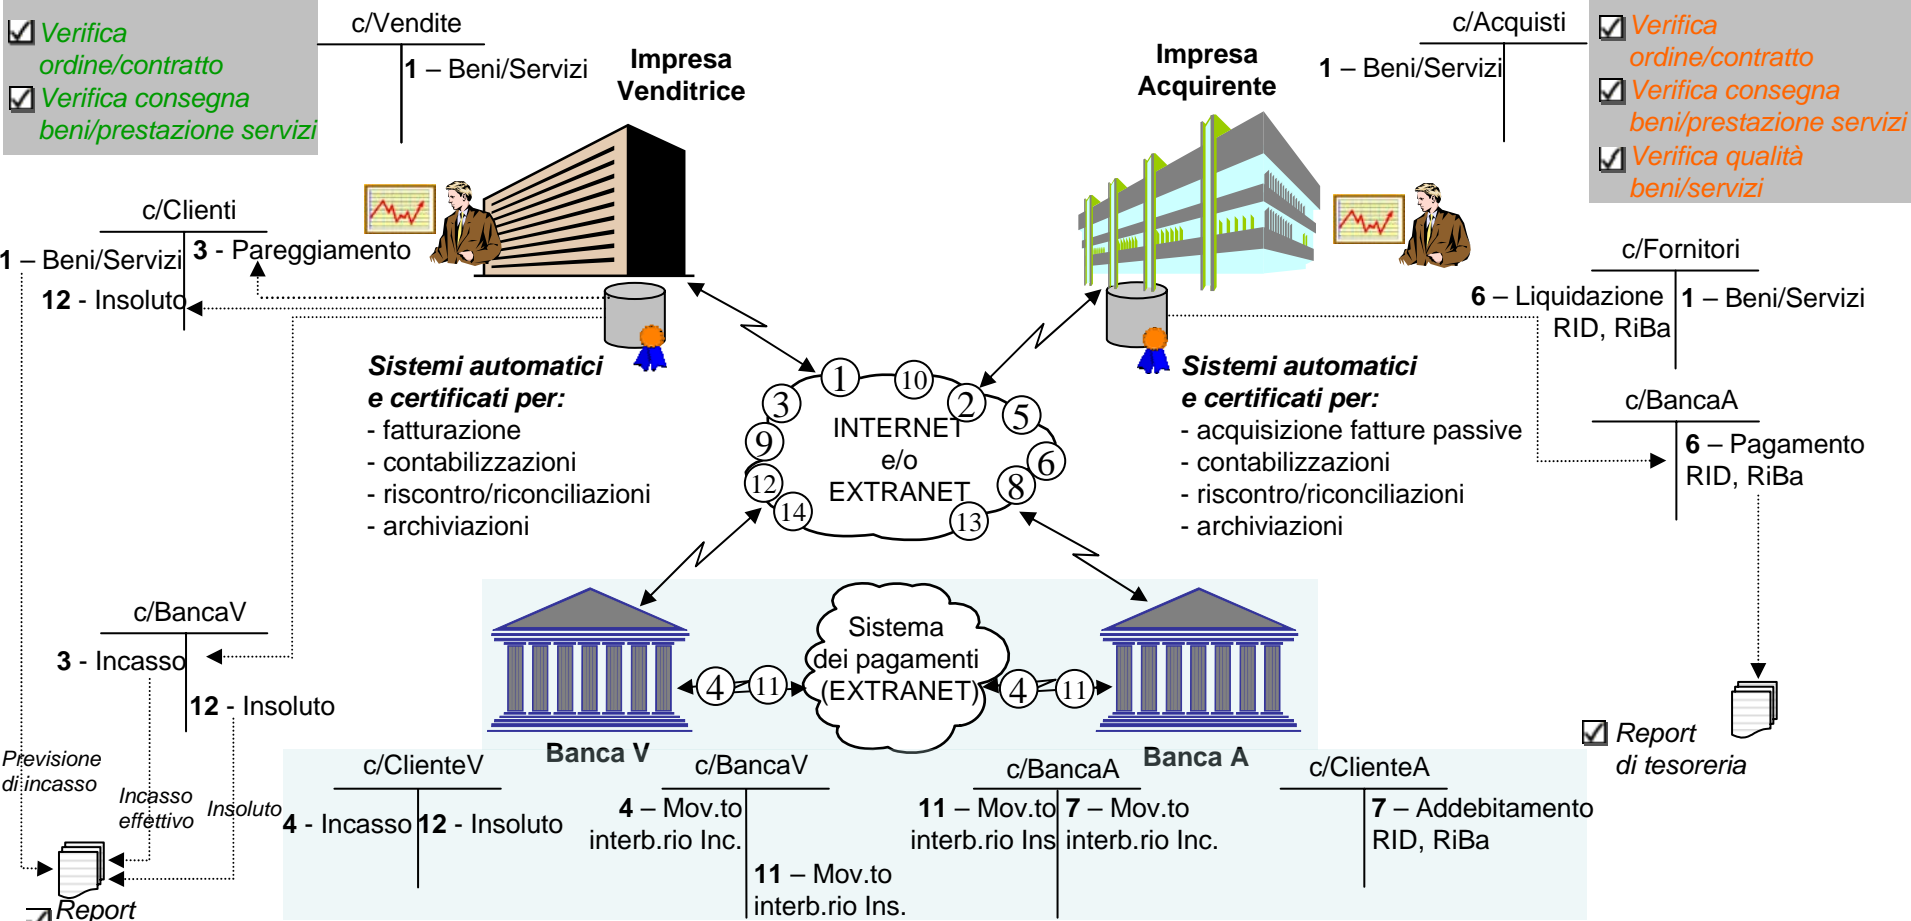 Verifica
ordine/contratto
Verifica consegna
beni/prestazione servizi
c/Vendite
1 – Beni/Servizi
Impresa
Venditrice
Impresa
Acquirente
c/Acquisti
1 – Beni/Servizi
Verifica
ordine/contratto
Verifica consegna
beni/prestazione servizi
Verifica qualità
beni/servizi
c/Clienti
1 – Beni/Servizi
3 - Pareggiamento
12 - Insoluto
c/Fornitori
6 – Liquidazione
RID, RiBa
1 – Beni/Servizi
Sistemi automatici
e certificati per:
- fatturazione
- contabilizzazioni
- riscontro/riconciliazioni
- archiviazioni
1
10
2
3
5
9
6
12
8
14
13
INTERNET
e/o
EXTRANET
Sistemi automatici
e certificati per:
- acquisizione fatture passive
- contabilizzazioni
- riscontro/riconciliazioni
- archiviazioni
c/BancaA
6 – Pagamento
RID, RiBa
c/BancaV
3 - Incasso
12 - Insoluto
Sistema
dei pagamenti
(EXTRANET)
4
11
4
11
Banca V
Banca A
Report
di tesoreria
Previsione
di incasso
Incasso
effettivo
Insoluto
c/ClienteV
4 - Incasso
12 - Insoluto
c/BancaV
4 – Mov.to
interb.rio Inc.
11 – Mov.to
interb.rio Ins.
c/BancaA
11 – Mov.to
interb.rio Ins
7 – Mov.to
interb.rio Inc.
c/ClienteA
7 – Addebitamento
RID, RiBa
Report